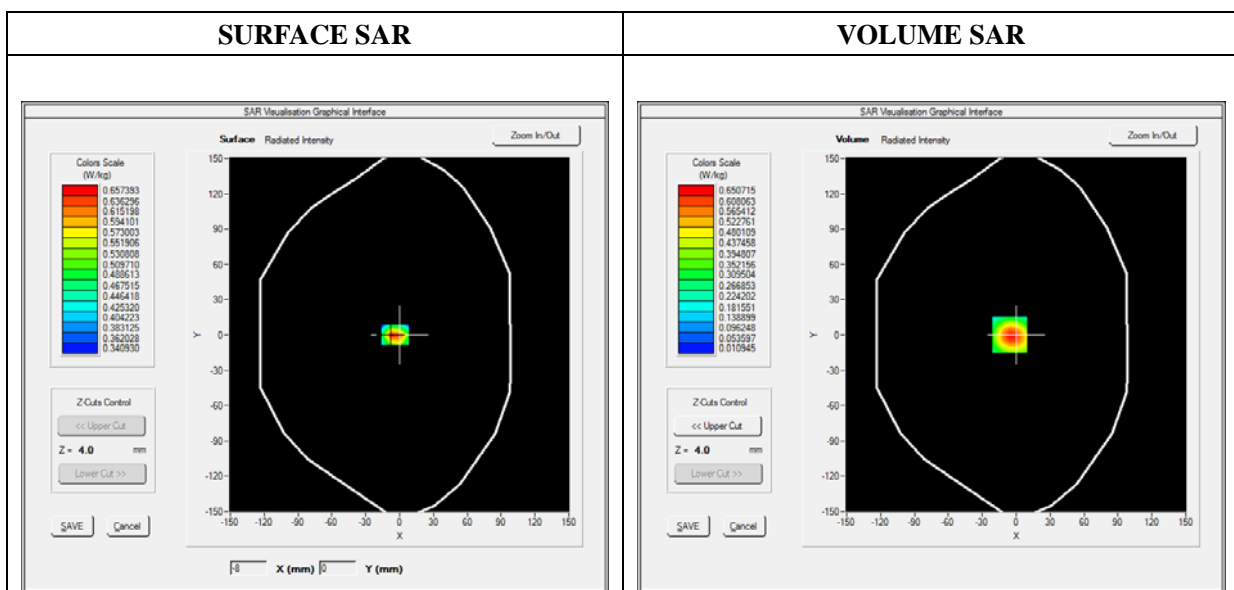 SURFACE SAR
VOLUME SAR
SAR Visualisation Graphical Interface
Surface Radiated Intensity
Zoom In/Out
Colors Scale
(W/kg)
0.657393
0.636296
0.615198
0.594101
0.573003
0.551906
0.530808
0.509710
0.488613
0.467515
0.446418
0.425320
0.404223
0.383125
0.362028
0.340930
Z-Cuts Control
<< Upper Cut
Z = 4.0 mm
Lower Cut >>
SAVE Cancel
150
120
90
60
30
0
-30
-60
-90
-120
-150
Y
-150 -120 -90 -60 -30 0 30 60 90 120 150
X
-8 X (mm) 0 Y (mm)
SAR Visualisation Graphical Interface
Volume Radiated Intensity
Zoom In/Out
Colors Scale
(W/kg)
0.650715
0.608063
0.565412
0.522761
0.480109
0.437458
0.394807
0.352156
0.309504
0.266853
0.224202
0.181551
0.138899
0.096248
0.053597
0.010945
Z-Cuts Control
<< Upper Cut
Z = 4.0 mm
Lower Cut >>
SAVE Cancel
150
120
90
60
30
0
-30
-60
-90
-120
-150
Y
-150 -120 -90 -60 -30 0 30 60 90 120 150
X